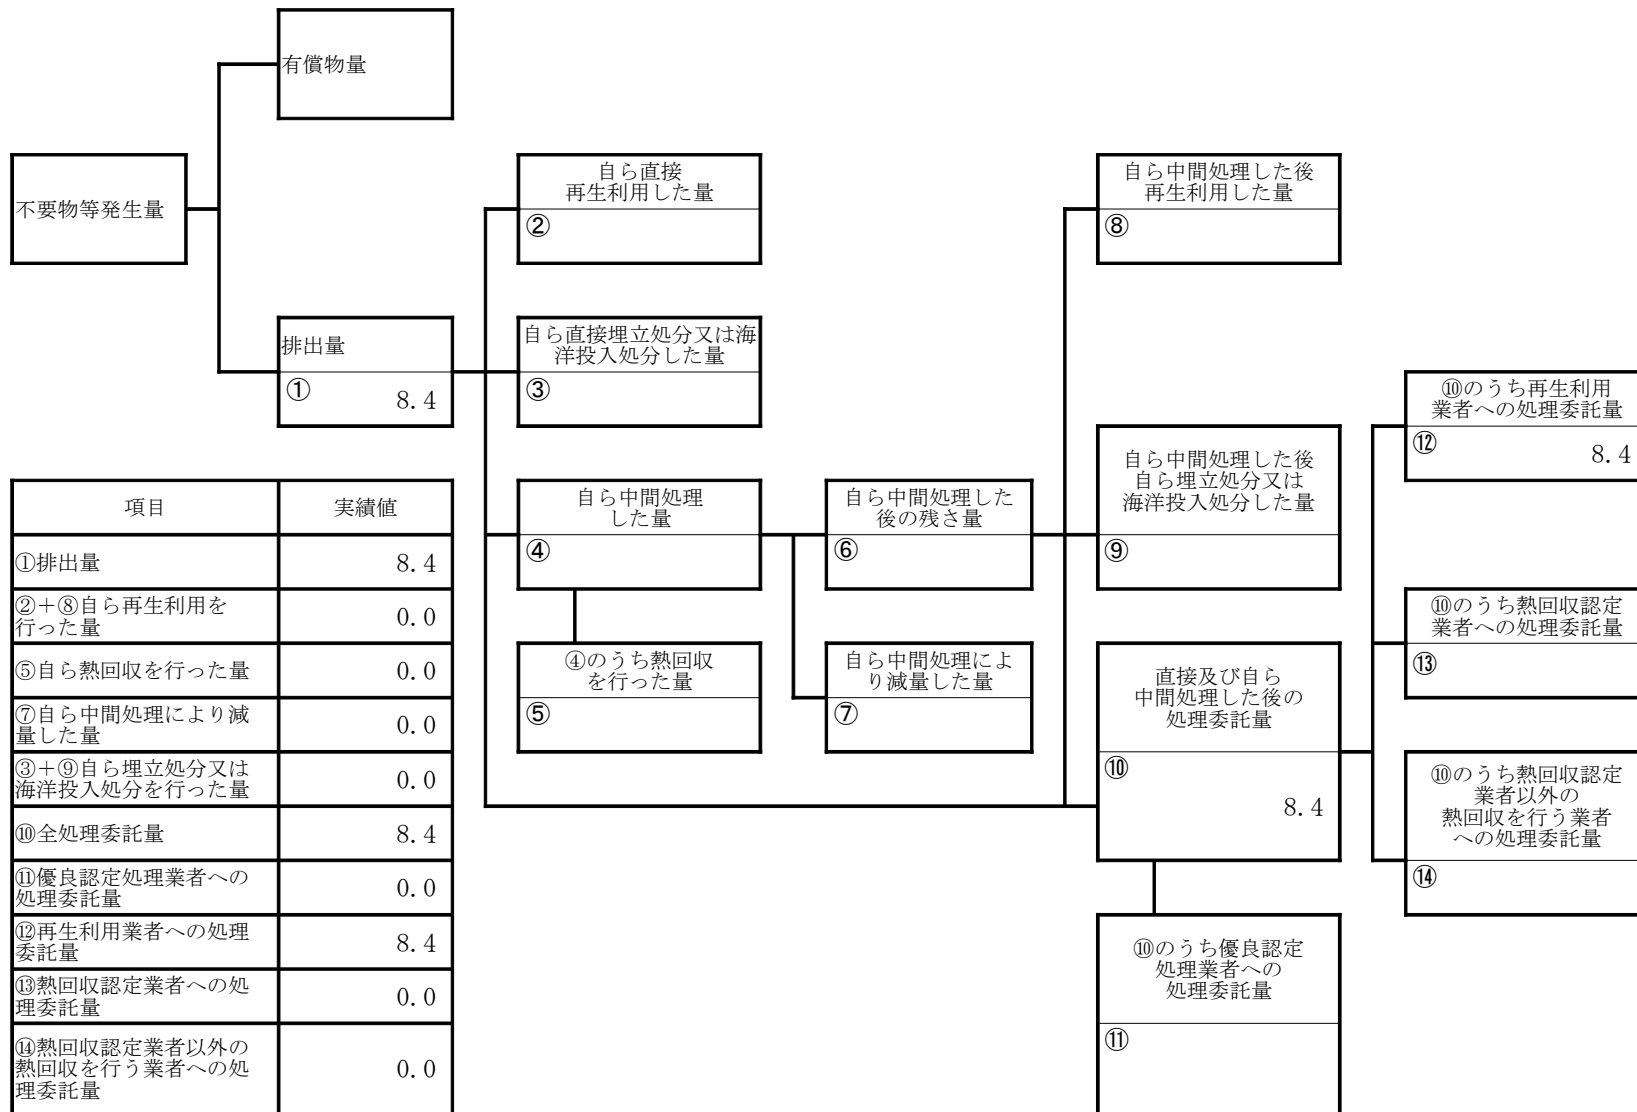 有償物量
不要物等発生量
排出量
①
8.4
自ら直接
再生利用した量
②
自ら直接埋立処分又は海
洋投入処分した量
③
自ら中間処理
した量
④
④のうち熱回収
を行った量
⑤
自ら中間処理した
後の残さ量
⑥
自ら中間処理によ
り減量した量
⑦
自ら中間処理した後
再生利用した量
⑧
自ら中間処理した後
自ら埋立処分又は
海洋投入処分した量
⑨
直接及び自ら
中間処理した後の
処理委託量
⑩
8.4
⑩のうち優良認定
処理業者への
処理委託量
⑪
⑩のうち再生利用
業者への処理委託量
⑫
8.4
⑩のうち熱回収認定
業者への処理委託量
⑬
⑩のうち熱回収認定
業者以外の
熱回収を行う業者
への処理委託量
⑭
項目 実績値
①排出量 8.4
②+⑧自ら再生利用を
行った量 0.0
⑤自ら熱回収を行った量 0.0
⑦自ら中間処理により減
量した量 0.0
③+⑨自ら埋立処分又は
海洋投入処分を行った量 0.0
⑩全処理委託量 8.4
⑪優良認定処理業者への
処理委託量 0.0
⑫再生利用業者への処理
委託量 8.4
⑬熱回収認定業者への処
理委託量 0.0
⑭熱回収認定業者以外の
熱回収を行う業者への処
理委託量 0.0